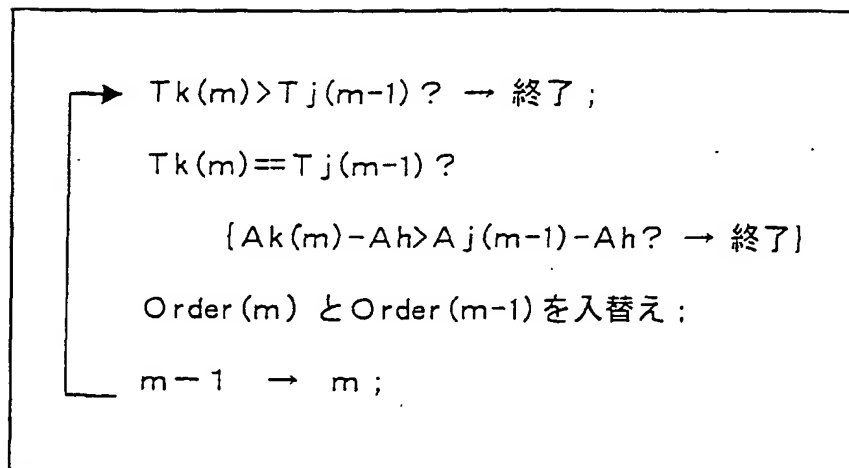 Tk(m)>Tj(m-1)? → 終了;
Tk(m)==Tj(m-1)?
{Ak(m)-Ah>Aj(m-1)-Ah? → 終了}
Order(m) とOrder(m-1)を入替え;
m-1 → m;